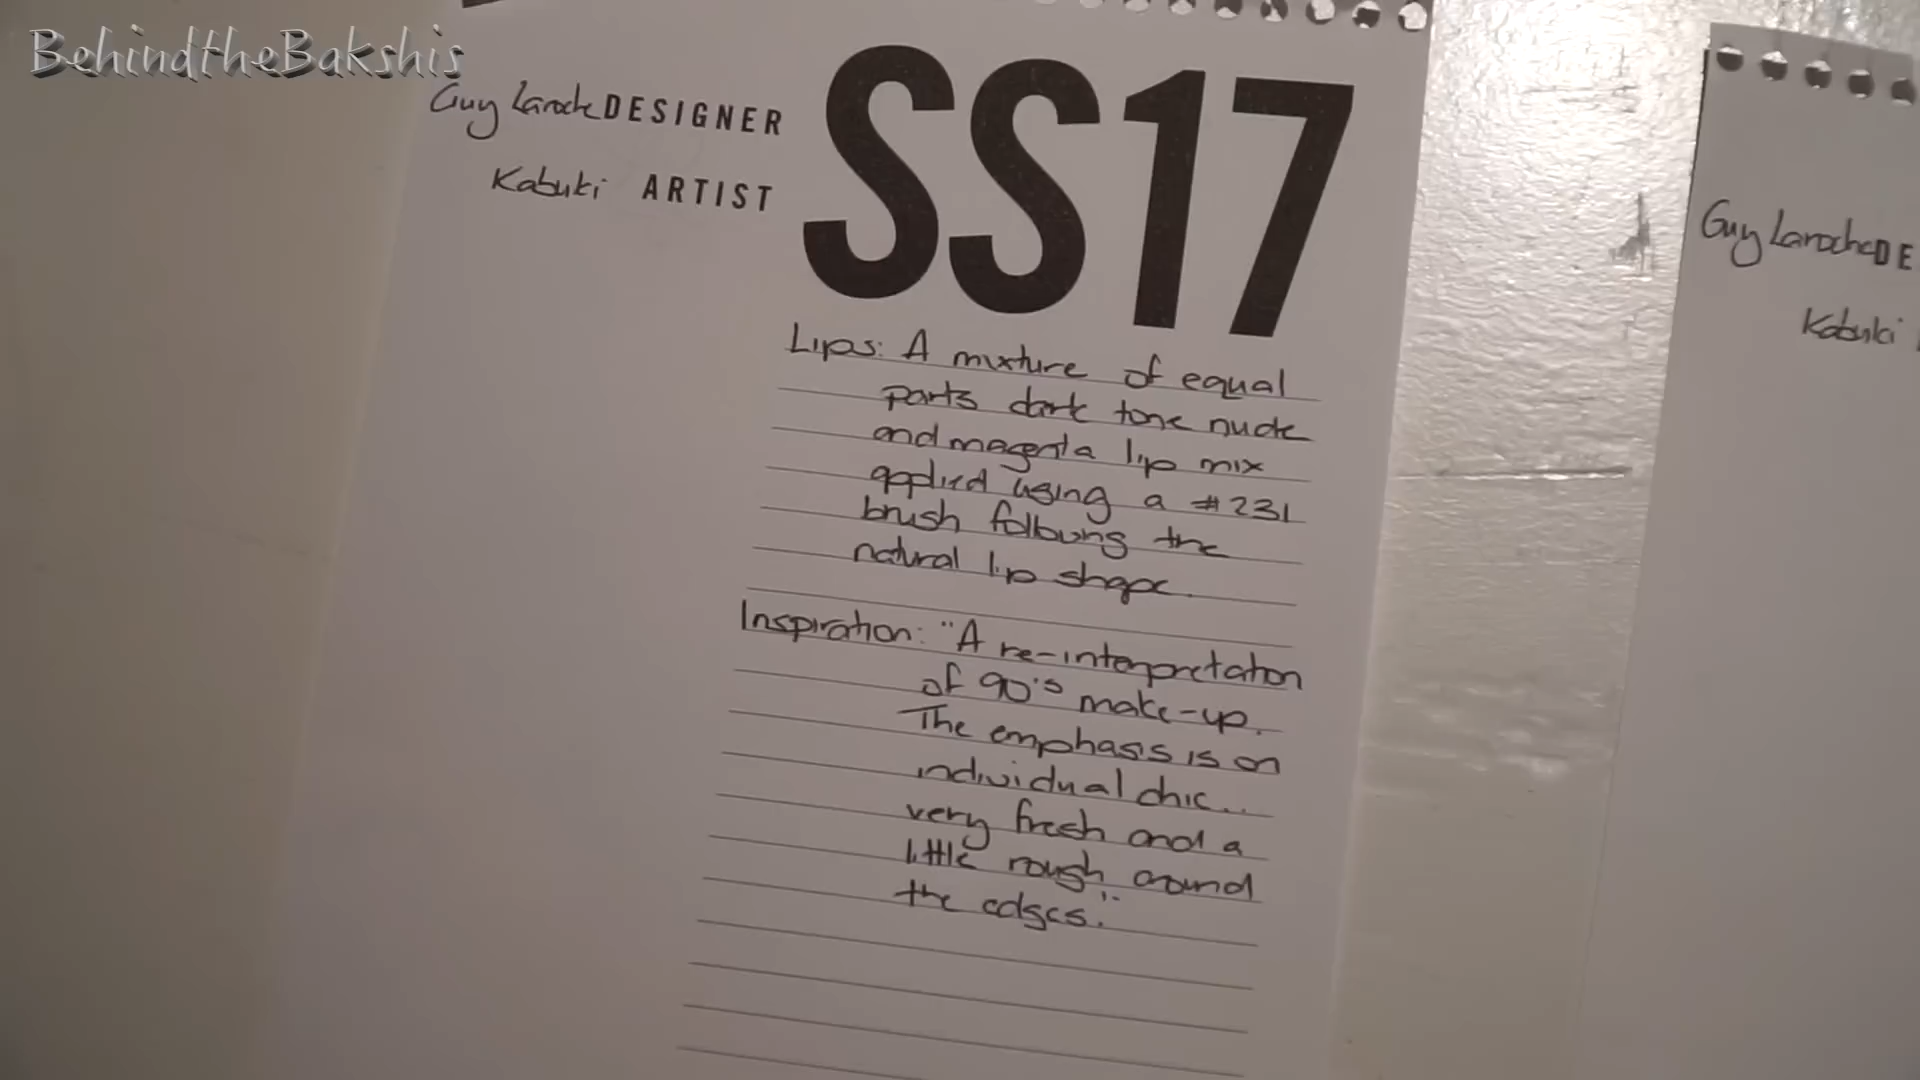 BehindtheBakshis
Guy Laroche DESIGNER
Kabuki ARTIST
SS17
Lips: A mixture of equal
parts dark tone nude
and magenta lip mix
applied using a #231
brush following the
natural lip shape.
Inspiration: "A re-interpretation
of 90's make-up.
The emphasis is on
individual chic...
very fresh and a
little rough around
the edges."
Guy Laroche DE
Kabuki